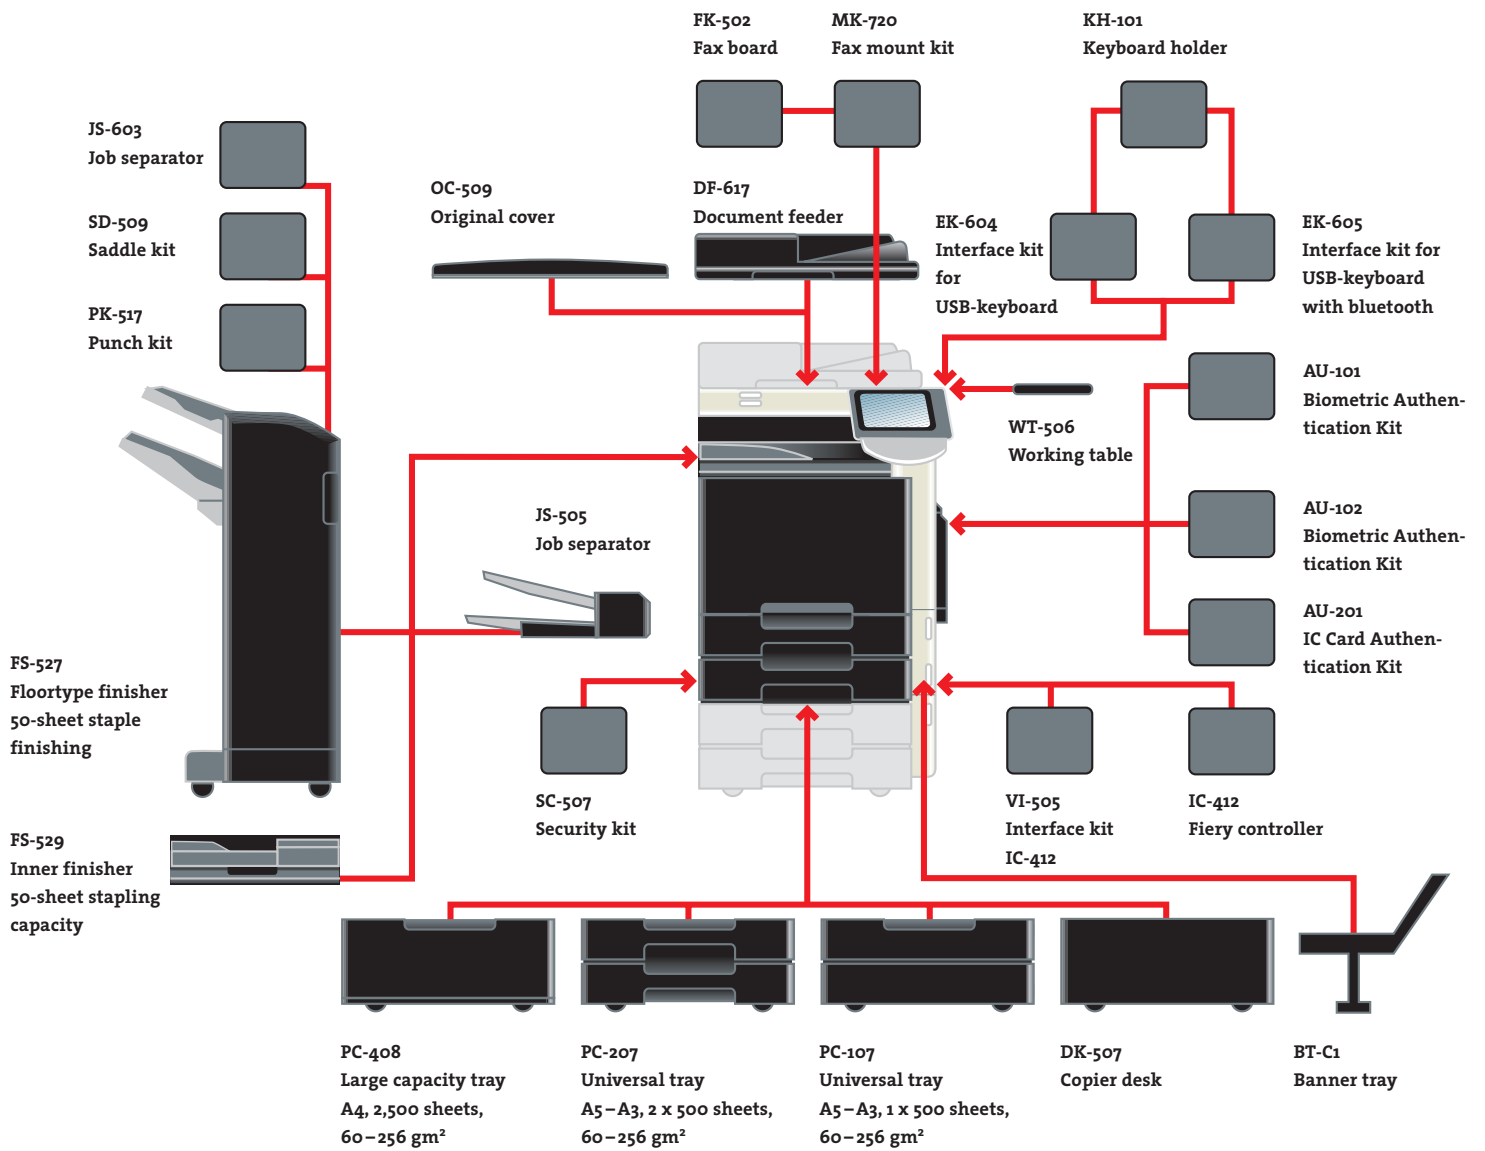 FK-502
Fax board
MK-720
Fax mount kit
KH-101
Keyboard holder
JS-603
Job separator
SD-509
Saddle kit
PK-517
Punch kit
OC-509
Original cover
DF-617
Document feeder
EK-604
Interface kit
for
USB-keyboard
EK-605
Interface kit for
USB-keyboard
with bluetooth
AU-101
Biometric Authen-
tication Kit
WT-506
Working table
AU-102
Biometric Authen-
tication Kit
JS-505
Job separator
AU-201
IC Card Authen-
tication Kit
FS-527
Floortype finisher
50-sheet staple
finishing
SC-507
Security kit
VI-505
Interface kit
IC-412
IC-412
Fiery controller
FS-529
Inner finisher
50-sheet stapling
capacity
PC-408
Large capacity tray
A4, 2,500 sheets,
60–256 gm²
PC-207
Universal tray
A5–A3, 2 x 500 sheets,
60–256 gm²
PC-107
Universal tray
A5–A3, 1 x 500 sheets,
60–256 gm²
DK-507
Copier desk
BT-C1
Banner tray